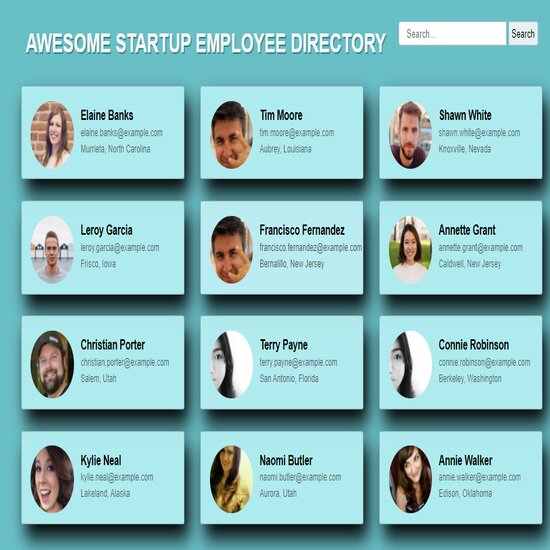 AWESOME STARTUP EMPLOYEE DIRECTORY
Search...
Search
Elaine Banks
elaine.banks@example.com
Murrieta, North Carolina
Tim Moore
tim.moore@example.com
Aubrey, Louisiana
Shawn White
shawn.white@example.com
Knoxville, Nevada
Leroy Garcia
leroy.garcia@example.com
Frisco, Iowa
Francisco Fernandez
francisco.fernandez@example.com
Bernalillo, New Jersey
Annette Grant
annette.grant@example.com
Caldwell, New Jersey
Christian Porter
christian.porter@example.com
Salem, Utah
Terry Payne
terry.payne@example.com
San Antonio, Florida
Connie Robinson
connie.robinson@example.com
Berkeley, Washington
Kylie Neal
kylie.neal@example.com
Lakeland, Alaska
Naomi Butler
naomi.butler@example.com
Aurora, Utah
Annie Walker
annie.walker@example.com
Edison, Oklahoma